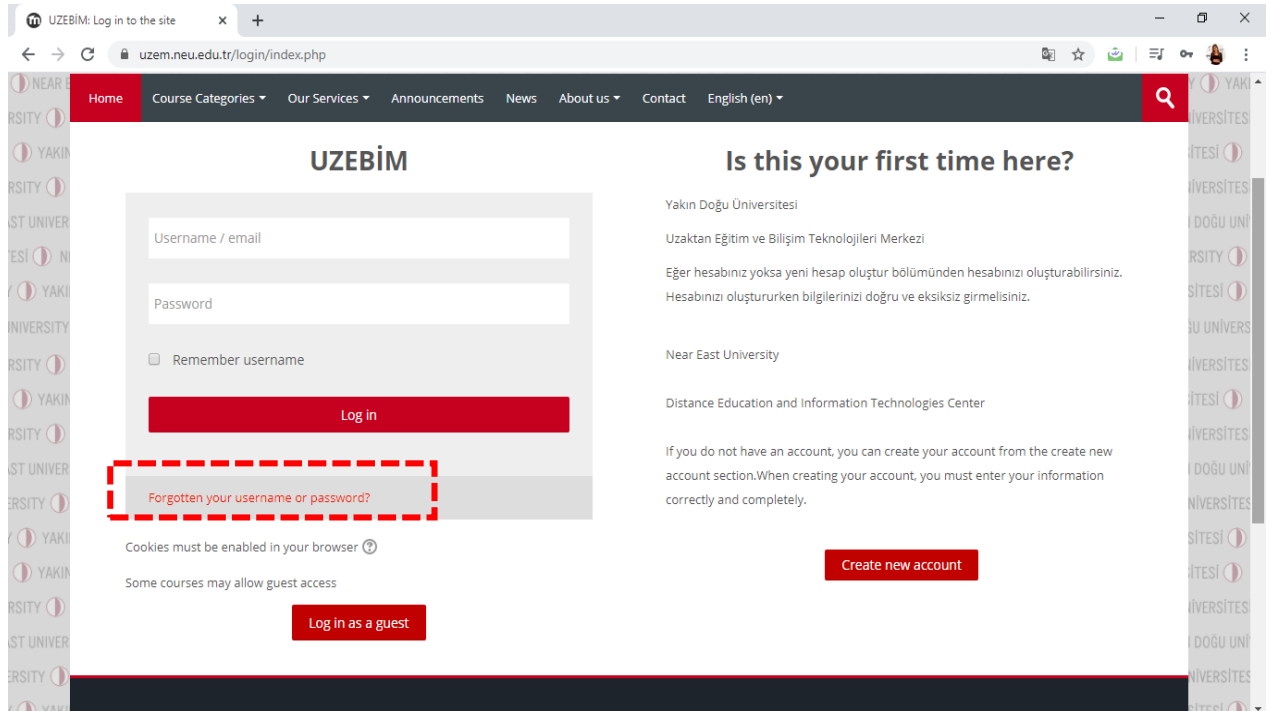 UZEBİM: Log in to the site
uzem.neu.edu.tr/login/index.php
Home Course Categories Our Services Announcements News About us Contact English (en)
UZEBİM
Username / email
Password
Remember username
Log in
Forgotten your username or password?
Cookies must be enabled in your browser
Some courses may allow guest access
Log in as a guest
Is this your first time here?
Yakın Doğu Üniversitesi
Uzaktan Eğitim ve Bilişim Teknolojileri Merkezi
Eğer hesabınız yoksa yeni hesap oluştur bölümünden hesabınızı oluşturabilirsiniz.
Hesabınızı oluştururken bilgilerinizi doğru ve eksiksiz girmelisiniz.
Near East University
Distance Education and Information Technologies Center
If you do not have an account, you can create your account from the create new
account section.When creating your account, you must enter your information
correctly and completely.
Create new account